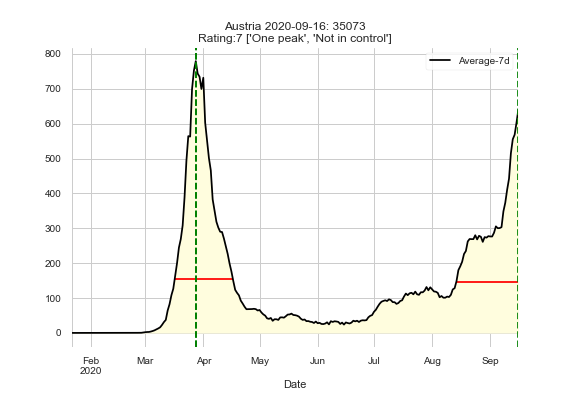 Austria 2020-09-16: 35073
Rating:7 ['One peak', 'Not in control']
Average-7d
800
700
600
500
400
300
200
100
0
Feb Mar Apr May Jun Jul Aug Sep
2020
Date